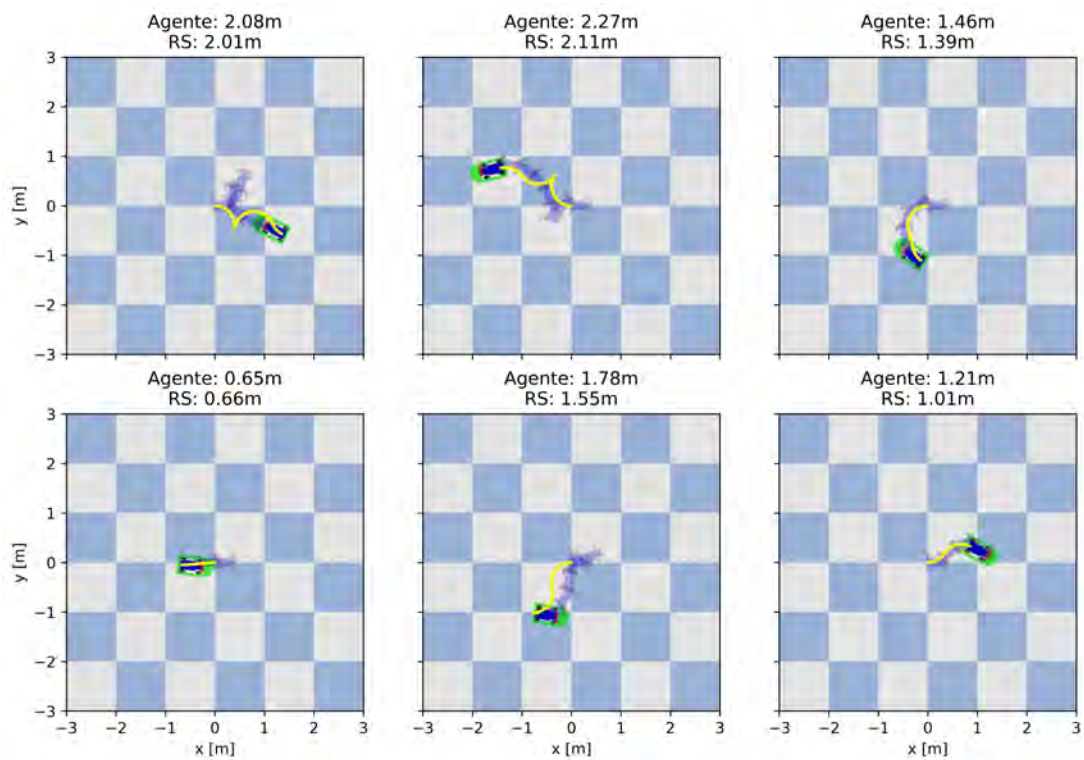 Agente: 2.08m
RS: 2.01m
Agente: 2.27m
RS: 2.11m
Agente: 1.46m
RS: 1.39m
3
2
1
0
−1
−2
−3
y [m]
Agente: 0.65m
RS: 0.66m
Agente: 1.78m
RS: 1.55m
Agente: 1.21m
RS: 1.01m
3
2
1
0
−1
−2
−3
y [m]
−3 −2 −1 0 1 2 3
x [m]
−3 −2 −1 0 1 2 3
x [m]
−3 −2 −1 0 1 2 3
x [m]